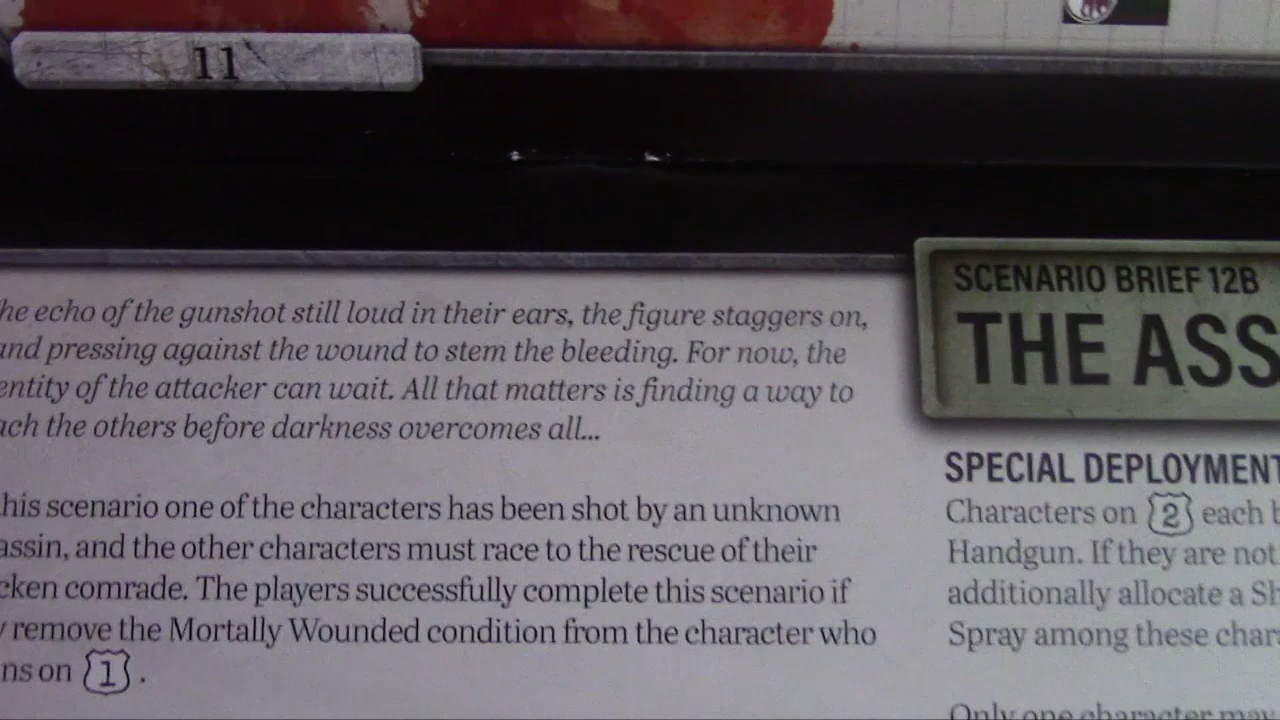 11
he echo of the gunshot still loud in their ears, the figure staggers on,
and pressing against the wound to stem the bleeding. For now, the
entity of the attacker can wait. All that matters is finding a way to
ach the others before darkness overcomes all...
his scenario one of the characters has been shot by an unknown
assin, and the other characters must race to the rescue of their
cken comrade. The players successfully complete this scenario if
y remove the Mortally Wounded condition from the character who
ns on 1.
SCENARIO BRIEF 12B
THE ASS
SPECIAL DEPLOYMENT
Characters on 2 each b
Handgun. If they are not
additionally allocate a Sh
Spray among these char
Only one character may